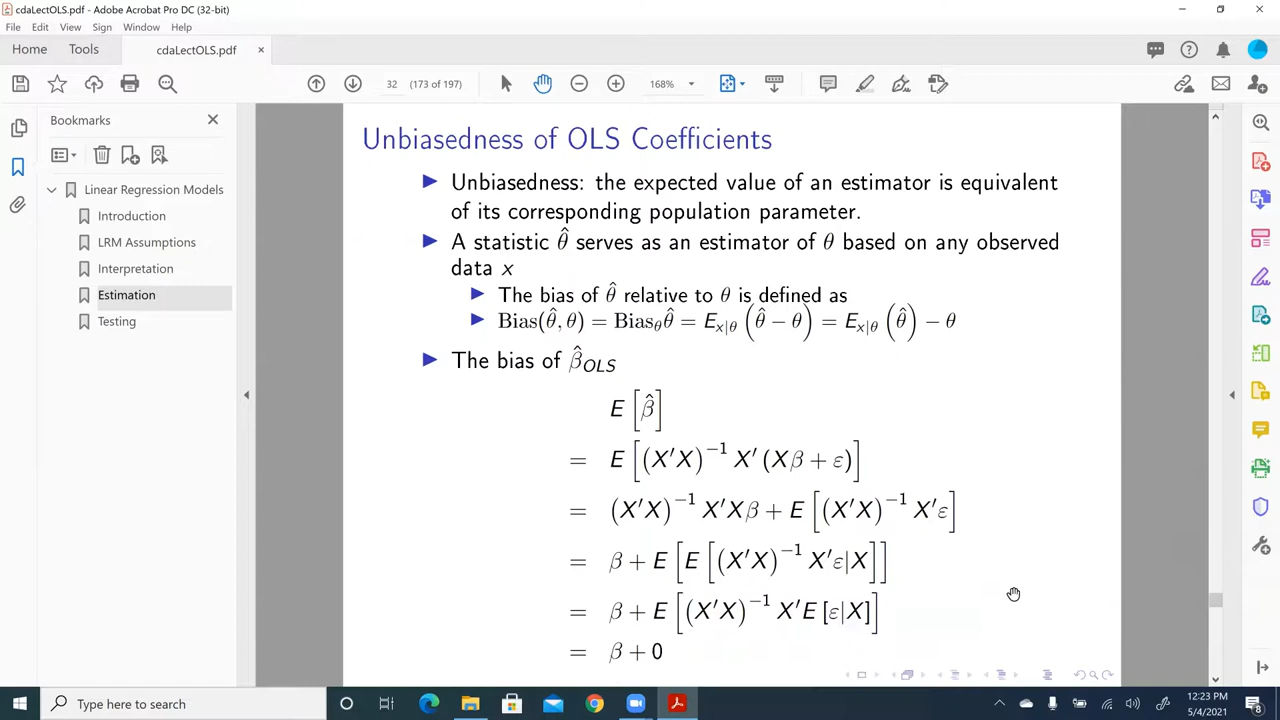 cdaLectOLS.pdf - Adobe Acrobat Pro DC (32-bit)
File Edit View Sign Window Help
Home Tools cdaLectOLS.pdf ×
32 (173 of 197) 168%
Bookmarks
Linear Regression Models
Introduction
LRM Assumptions
Interpretation
Estimation
Testing
Unbiasedness of OLS Coefficients
▶ Unbiasedness: the expected value of an estimator is equivalent
of its corresponding population parameter.
▶ A statistic θ̂ serves as an estimator of θ based on any observed
data x
▶ The bias of θ̂ relative to θ is defined as
▶ Bias(θ̂, θ) = Bias_θ θ̂ = E_{x|θ} (θ̂ − θ) = E_{x|θ} (θ̂) − θ
▶ The bias of β̂_OLS
E [β̂]
= E [(X′X)⁻¹ X′ (Xβ + ε)]
= (X′X)⁻¹ X′Xβ + E [(X′X)⁻¹ X′ε]
= β + E [E [(X′X)⁻¹ X′ε|X]]
= β + E [(X′X)⁻¹ X′E [ε|X]]
= β + 0
Type here to search
12:23 PM
5/4/2021
8